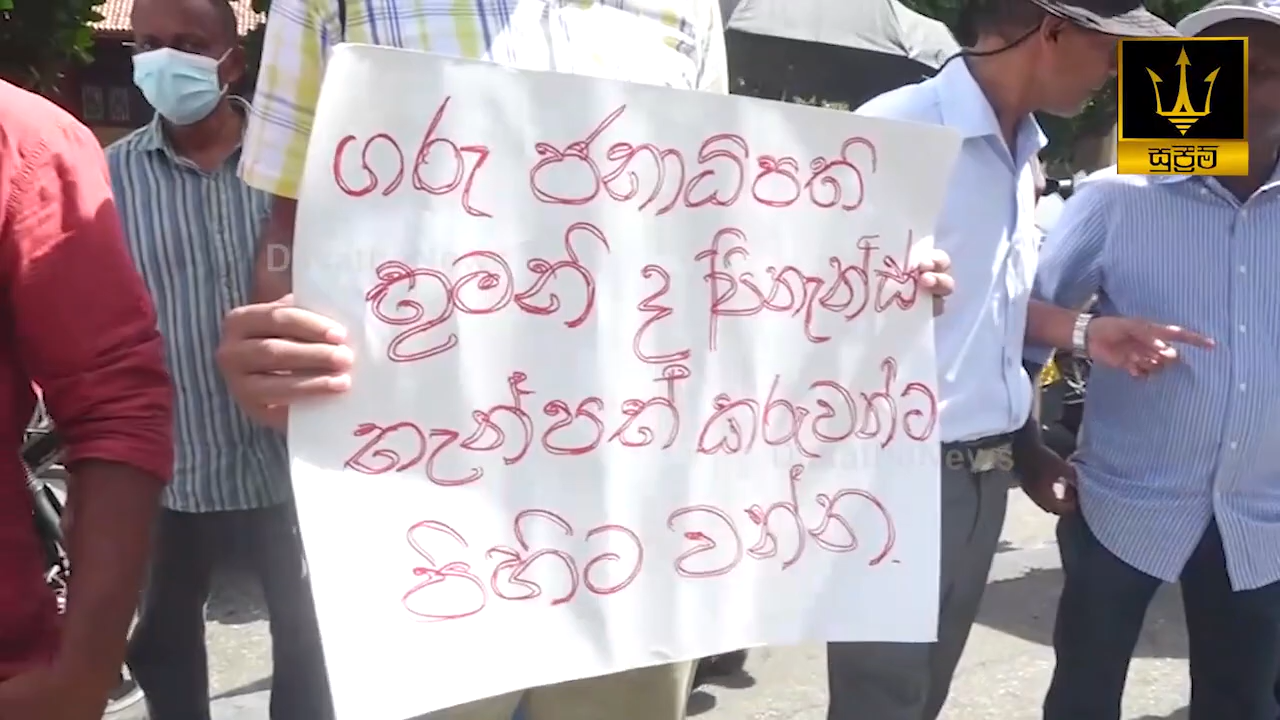 ගරු ජනාධිපති
තුමනි ද ෆිනෑන්ස්
තැන්පත් කරුවන්ට
පිහිට වන්න.
සුප්‍රීම්